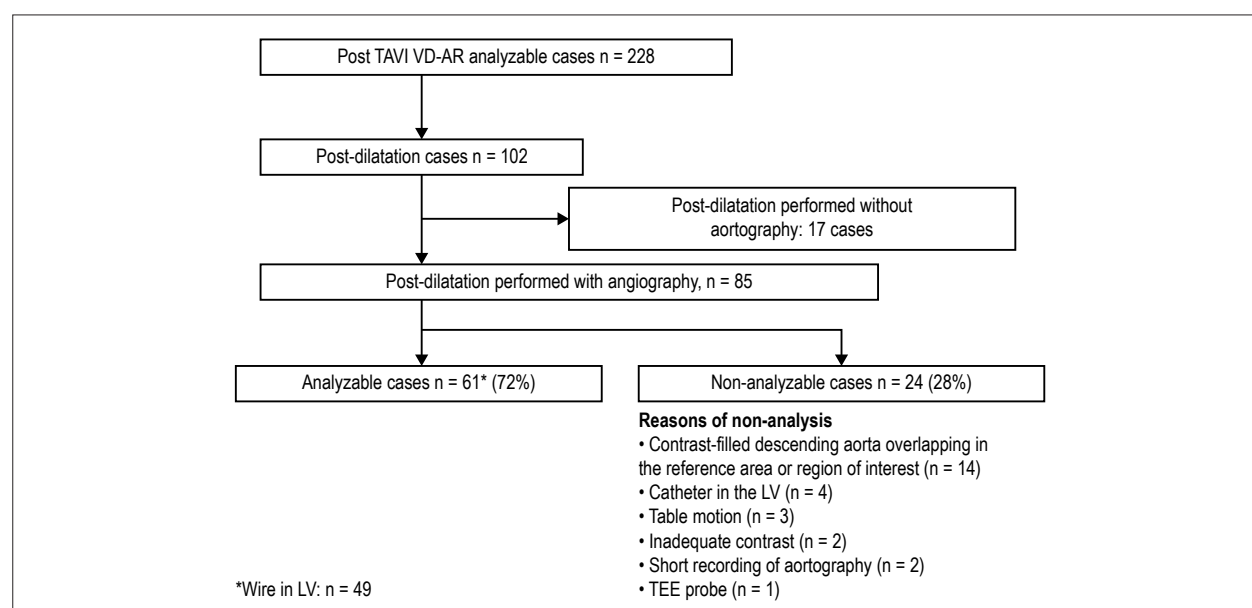 Post TAVI VD-AR analyzable cases n = 228
Post-dilatation cases n = 102
Post-dilatation performed without
aortography: 17 cases
Post-dilatation performed with angiography, n = 85
Analyzable cases n = 61* (72%)
Non-analyzable cases n = 24 (28%)
Reasons of non-analysis
• Contrast-filled descending aorta overlapping in
the reference area or region of interest (n = 14)
• Catheter in the LV (n = 4)
• Table motion (n = 3)
• Inadequate contrast (n = 2)
• Short recording of aortography (n = 2)
• TEE probe (n = 1)
*Wire in LV: n = 49